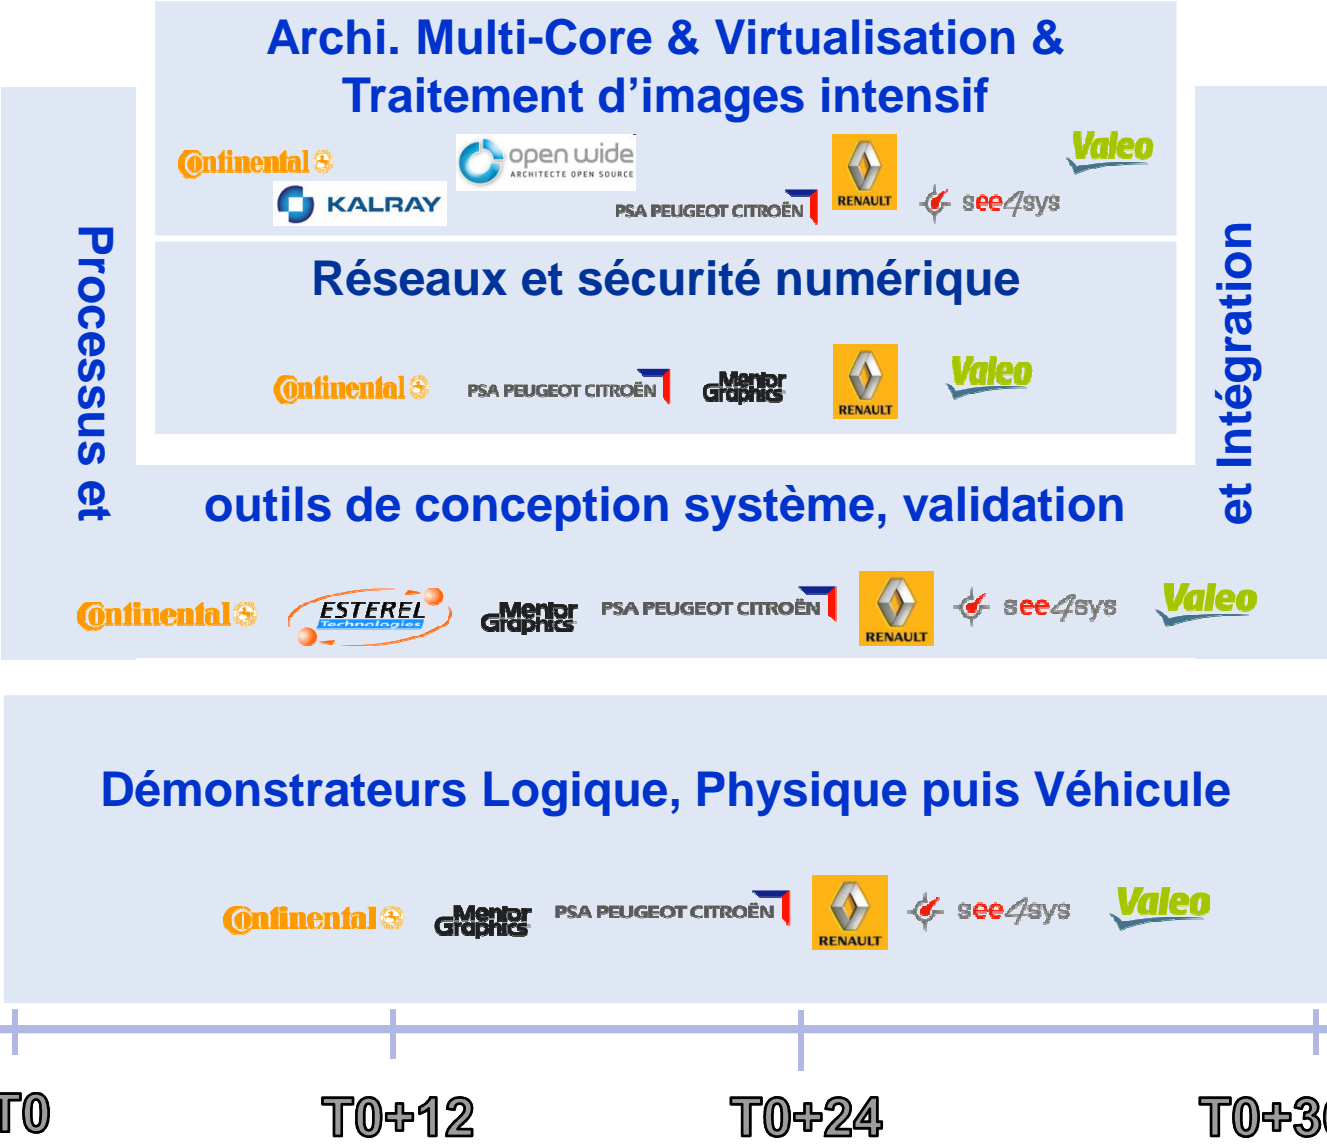 Archi. Multi-Core & Virtualisation &
Traitement d’images intensif
Continental
open wide
ARCHITECTE OPEN SOURCE
KALRAY
PSA PEUGEOT CITROËN
RENAULT
see4sys
Valeo
Réseaux et sécurité numérique
Continental
PSA PEUGEOT CITROËN
Mentor
Graphics
RENAULT
Valeo
Processus et
outils de conception système, validation
et Intégration
Continental
ESTEREL
Technologies
Mentor
Graphics
PSA PEUGEOT CITROËN
RENAULT
see4sys
Valeo
Démonstrateurs Logique, Physique puis Véhicule
Continental
Mentor
Graphics
PSA PEUGEOT CITROËN
RENAULT
see4sys
Valeo
T0
T0+12
T0+24
T0+3